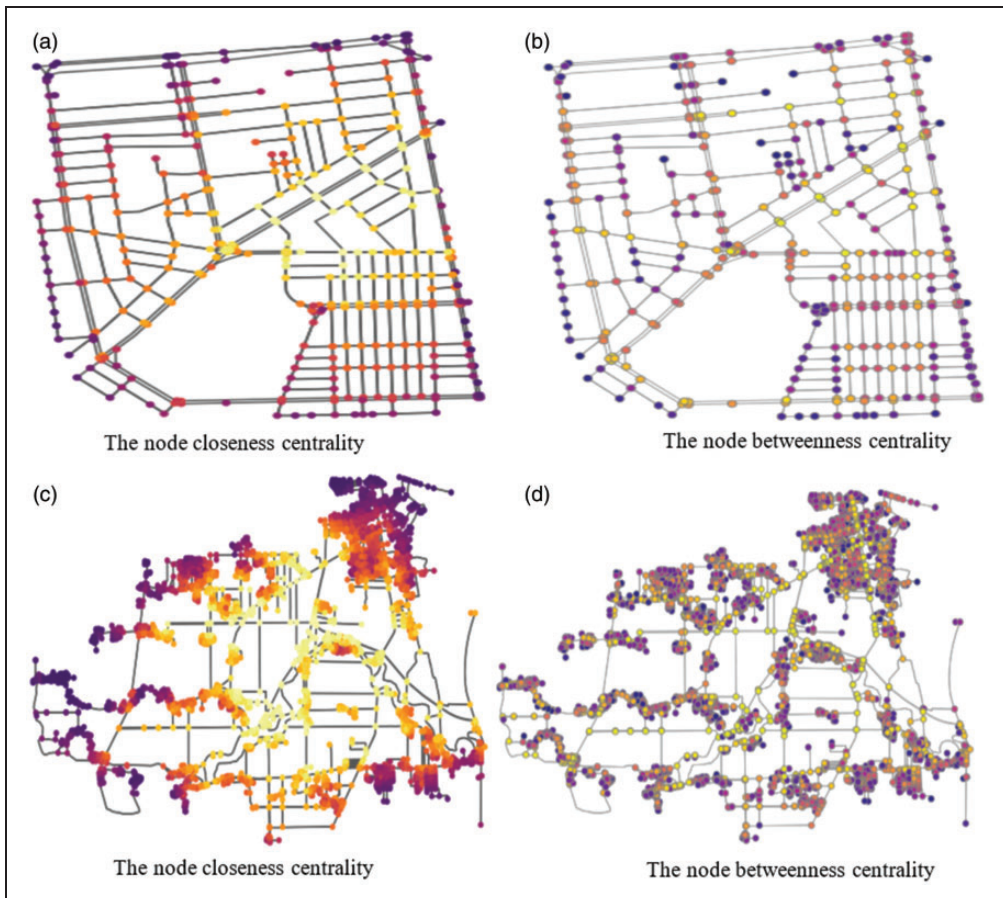 (a)
(b)
The node closeness centrality
The node betweenness centrality
(c)
(d)
The node closeness centrality
The node betweenness centrality